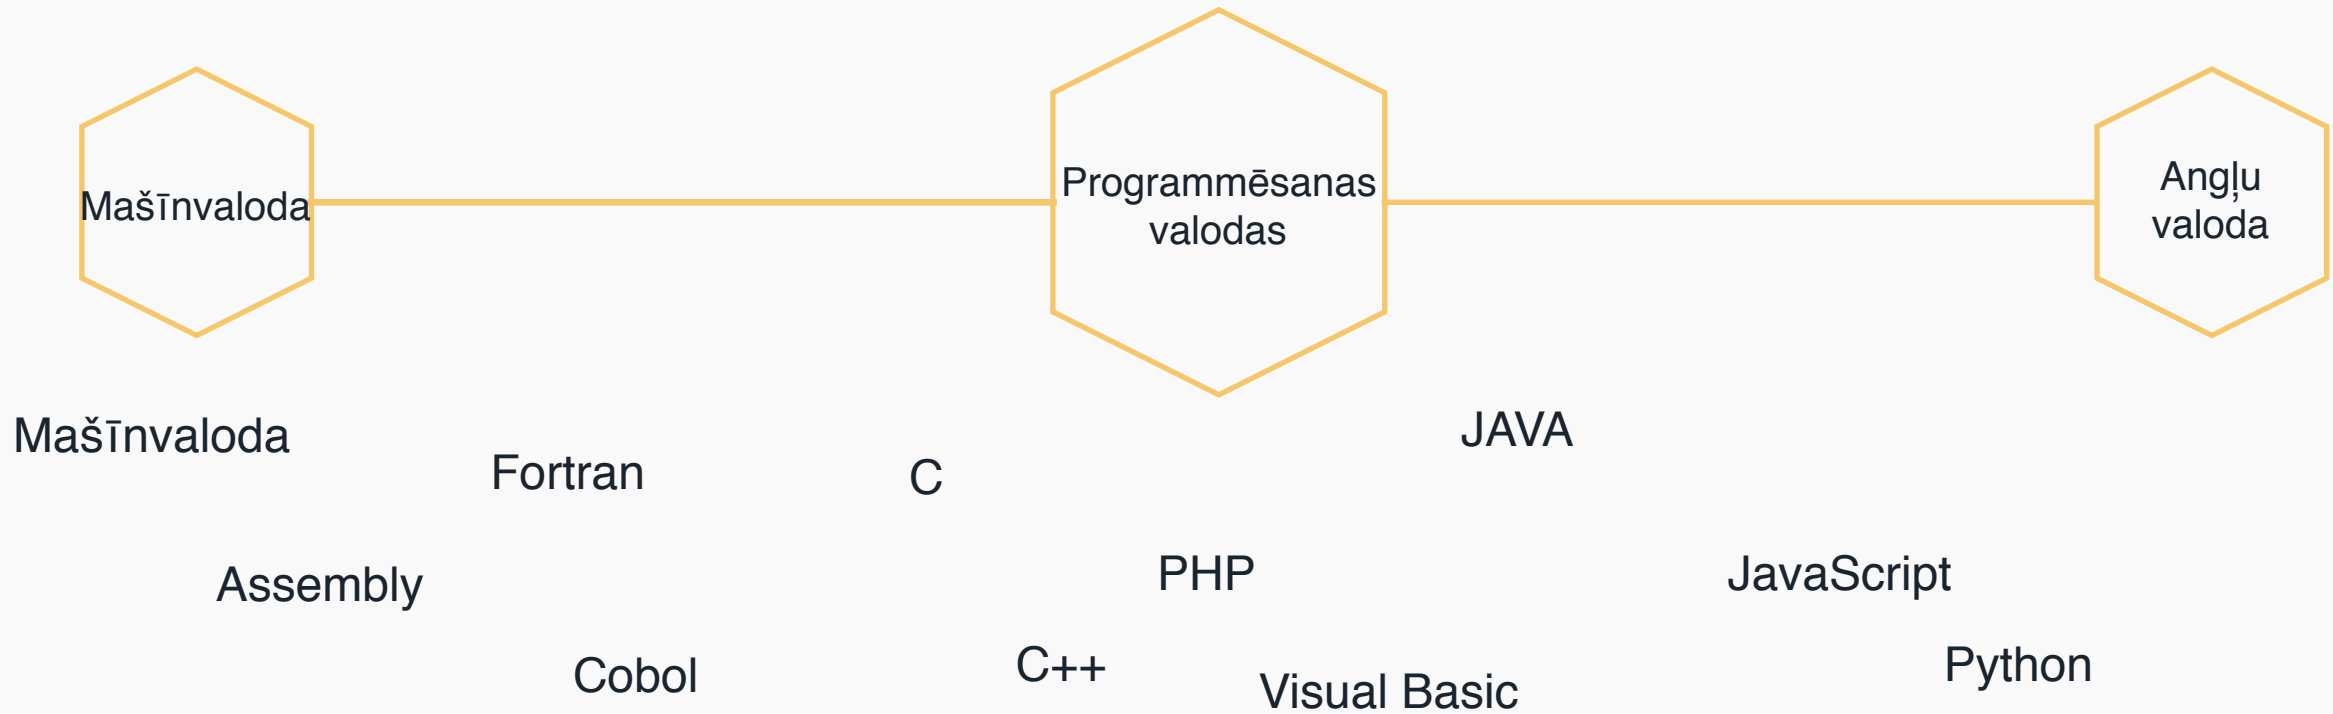 Mašīnvaloda
Programmēsanas
valodas
Angļu
valoda
Mašīnvaloda
Fortran
C
JAVA
Assembly
PHP
JavaScript
Cobol
C++
Visual Basic
Python